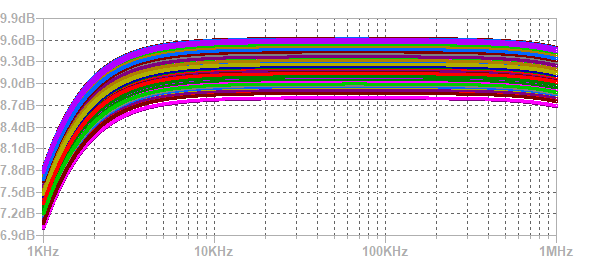 9.9dB
9.6dB
9.3dB
9.0dB
8.7dB
8.4dB
8.1dB
7.8dB
7.5dB
7.2dB
6.9dB
1KHz 10KHz 100KHz 1MHz